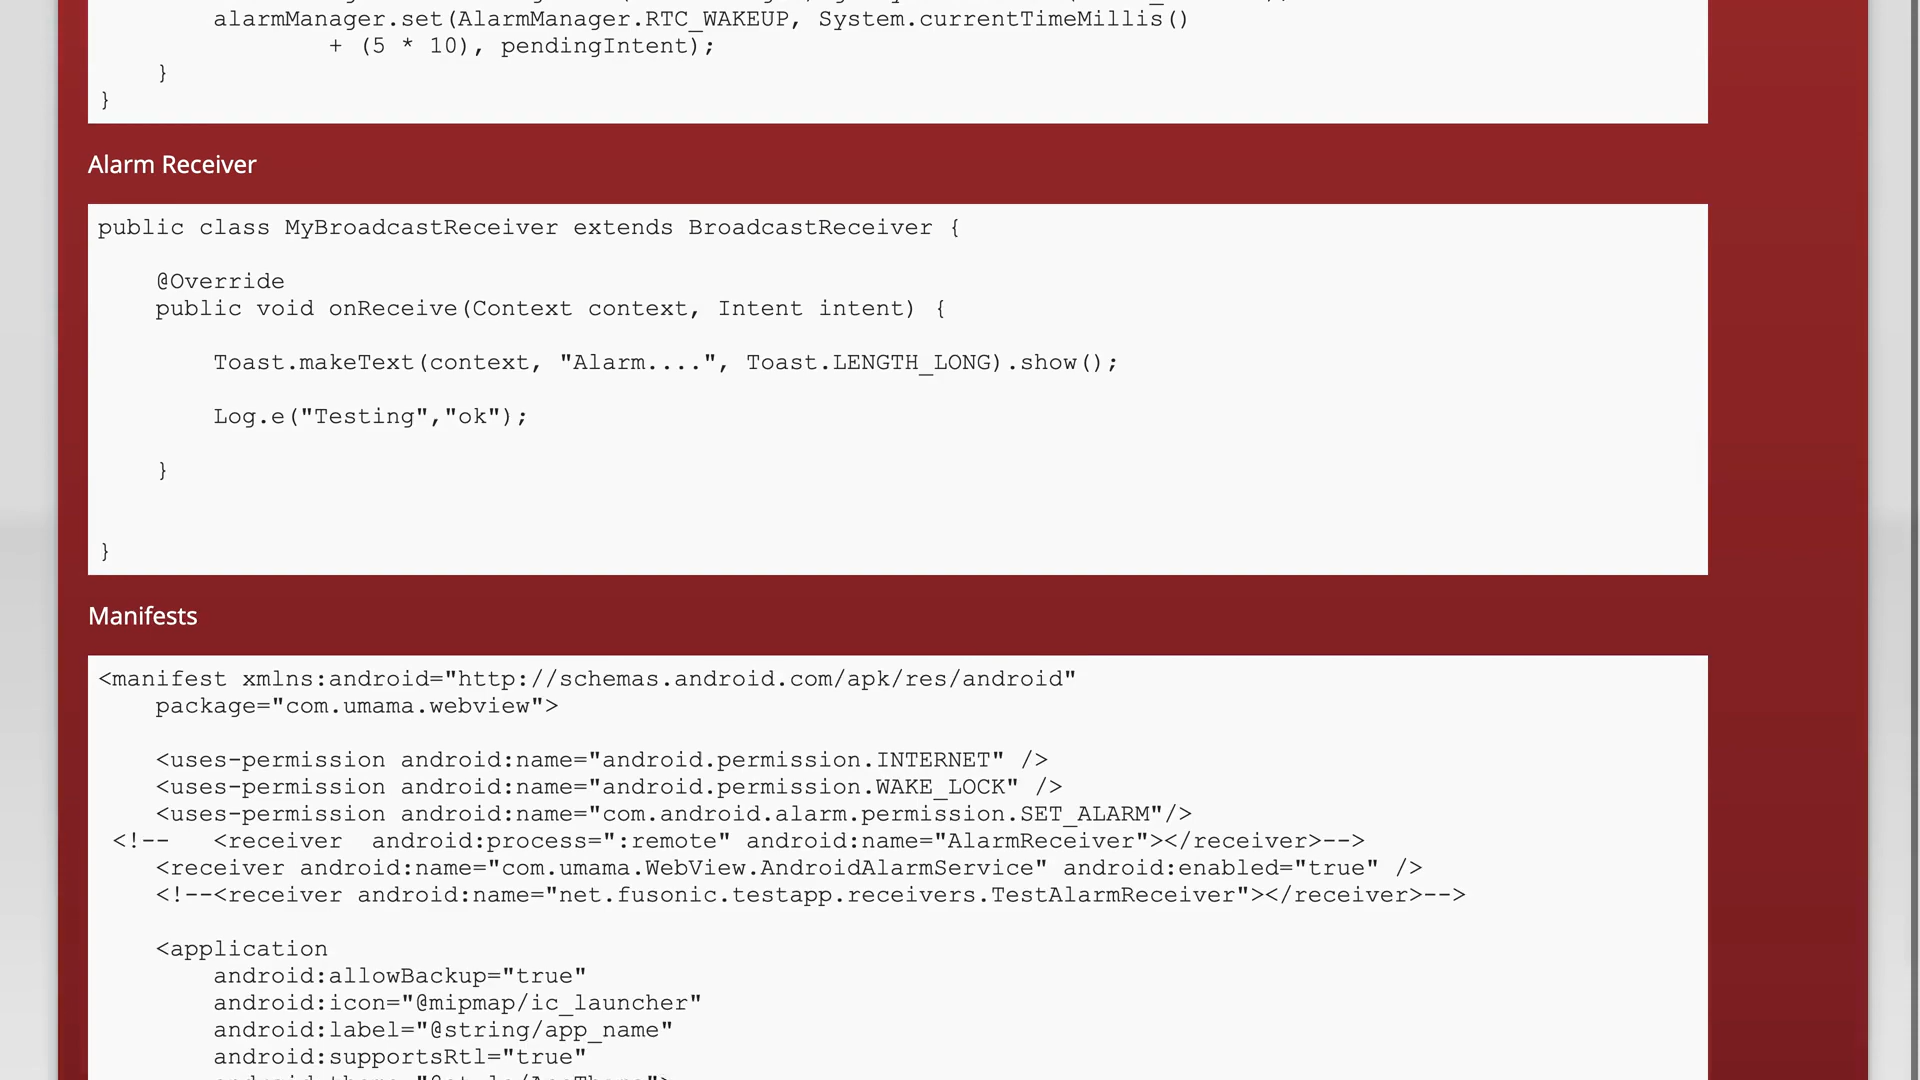 alarmManager.set(AlarmManager.RTC_WAKEUP, System.currentTimeMillis()
+ (5 * 10), pendingIntent);
}
}
Alarm Receiver
public class MyBroadcastReceiver extends BroadcastReceiver {
@Override
public void onReceive(Context context, Intent intent) {
Toast.makeText(context, "Alarm....", Toast.LENGTH_LONG).show();
Log.e("Testing","ok");
}
}
Manifests
<manifest xmlns:android="http://schemas.android.com/apk/res/android"
package="com.umama.webview">
<uses-permission android:name="android.permission.INTERNET" />
<uses-permission android:name="android.permission.WAKE_LOCK" />
<uses-permission android:name="com.android.alarm.permission.SET_ALARM"/>
<!-- <receiver android:process=":remote" android:name="AlarmReceiver"></receiver>-->
<receiver android:name="com.umama.WebView.AndroidAlarmService" android:enabled="true" />
<!--<receiver android:name="net.fusonic.testapp.receivers.TestAlarmReceiver"></receiver>-->
<application
android:allowBackup="true"
android:icon="@mipmap/ic_launcher"
android:label="@string/app_name"
android:supportsRtl="true"